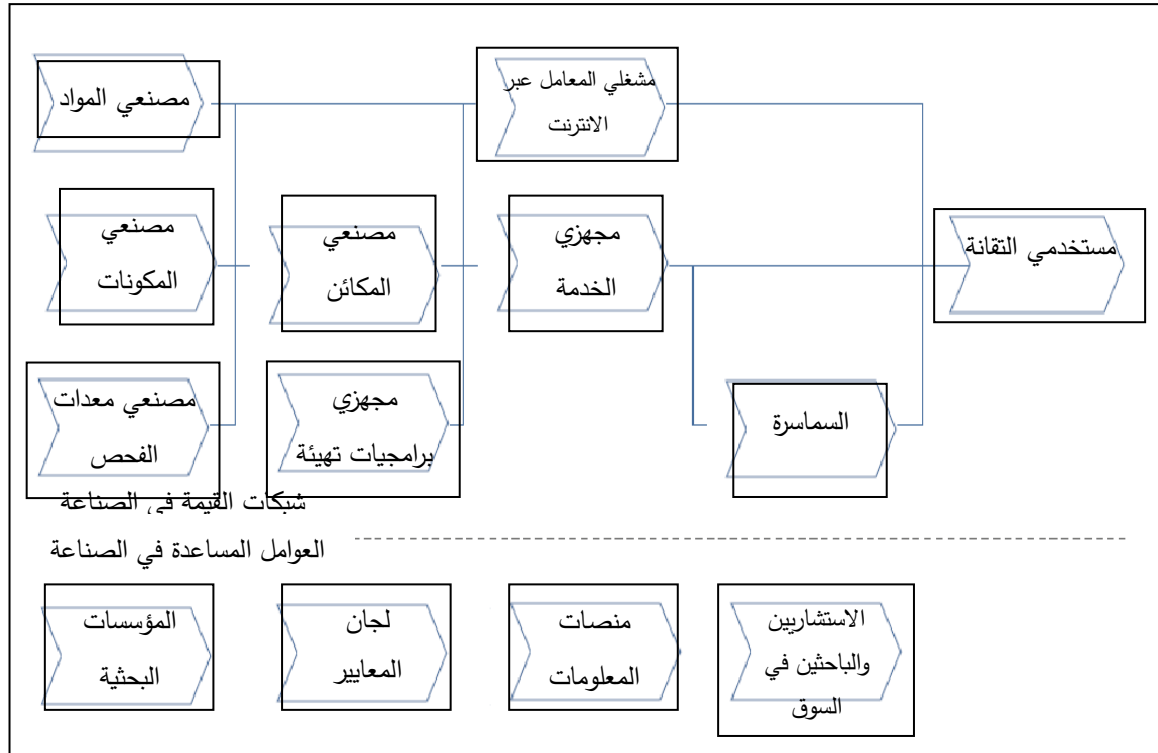 مصنعي المواد
مشغلي المعامل عبر
الانترنت
مصنعي
المكونات
مصنعي
المكائن
مجهزي
الخدمة
مستخدمي التقانة
مصنعي معدات
الفحص
مجهزي
برامجيات تهيئة
السماسرة
شبكات القيمة في الصناعة
العوامل المساعدة في الصناعة
المؤسسات
البحثية
لجان
المعايير
منصات
المعلومات
الاستشاريين
والباحثين في
السوق